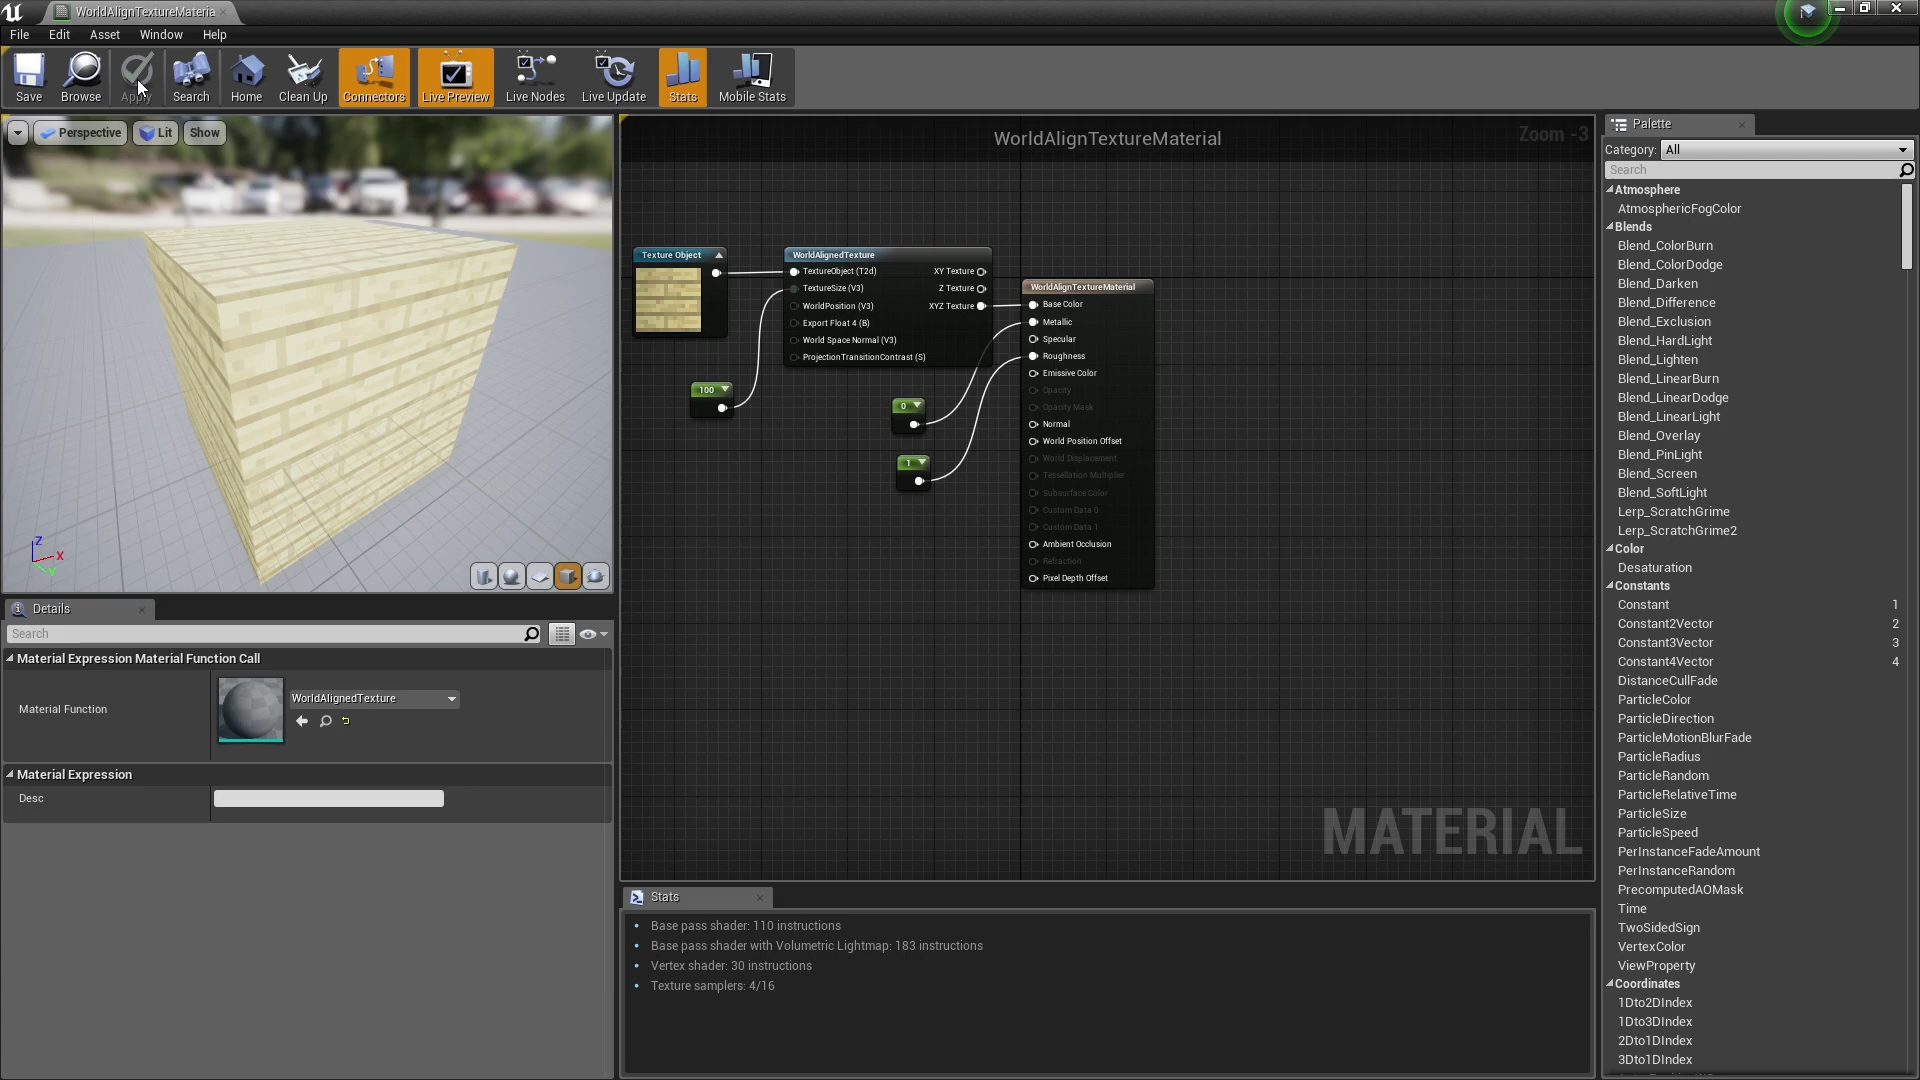 WorldAlignTextureMateria
File Edit Asset Window Help
Save Browse Apply Search Home Clean Up Connectors Live Preview Live Nodes Live Update Stats Mobile Stats
Perspective Lit Show
Z
X
Y
Details
Search
Material Expression Material Function Call
Material Function
WorldAlignedTexture
Material Expression
Desc
WorldAlignTextureMaterial
Zoom -3
Texture Object
WorldAlignedTexture
TextureObject (T2d) XY Texture
TextureSize (V3) Z Texture
WorldPosition (V3) XYZ Texture
Export Float 4 (B)
World Space Normal (V3)
ProjectionTransitionContrast (S)
100
0
1
WorldAlignTextureMaterial
Base Color
Metallic
Specular
Roughness
Emissive Color
Opacity
Opacity Mask
Normal
World Position Offset
World Displacement
Tessellation Multiplier
Subsurface Color
Custom Data 0
Custom Data 1
Ambient Occlusion
Refraction
Pixel Depth Offset
MATERIAL
Stats
Base pass shader: 110 instructions
Base pass shader with Volumetric Lightmap: 183 instructions
Vertex shader: 30 instructions
Texture samplers: 4/16
Palette
Category: All
Search
Atmosphere
AtmosphericFogColor
Blends
Blend_ColorBurn
Blend_ColorDodge
Blend_Darken
Blend_Difference
Blend_Exclusion
Blend_HardLight
Blend_Lighten
Blend_LinearBurn
Blend_LinearDodge
Blend_LinearLight
Blend_Overlay
Blend_PinLight
Blend_Screen
Blend_SoftLight
Lerp_ScratchGrime
Lerp_ScratchGrime2
Color
Desaturation
Constants
Constant 1
Constant2Vector 2
Constant3Vector 3
Constant4Vector 4
DistanceCullFade
ParticleColor
ParticleDirection
ParticleMotionBlurFade
ParticleRadius
ParticleRandom
ParticleRelativeTime
ParticleSize
ParticleSpeed
PerInstanceFadeAmount
PerInstanceRandom
PrecomputedAOMask
Time
TwoSidedSign
VertexColor
ViewProperty
Coordinates
1Dto2DIndex
1Dto3DIndex
2Dto1DIndex
3Dto1DIndex